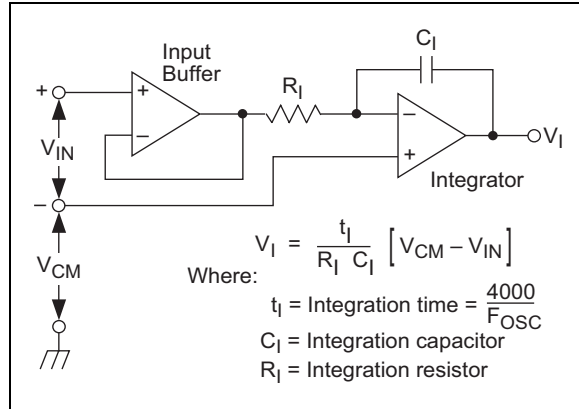 Input
Buffer
C_I
R_I
+
+
−
−
+
V_IN
V_I
Integrator
−
V_CM
V_I = t_I / R_I C_I [ V_CM – V_IN ]
Where:
t_I = Integration time = 4000 / F_OSC
C_I = Integration capacitor
R_I = Integration resistor